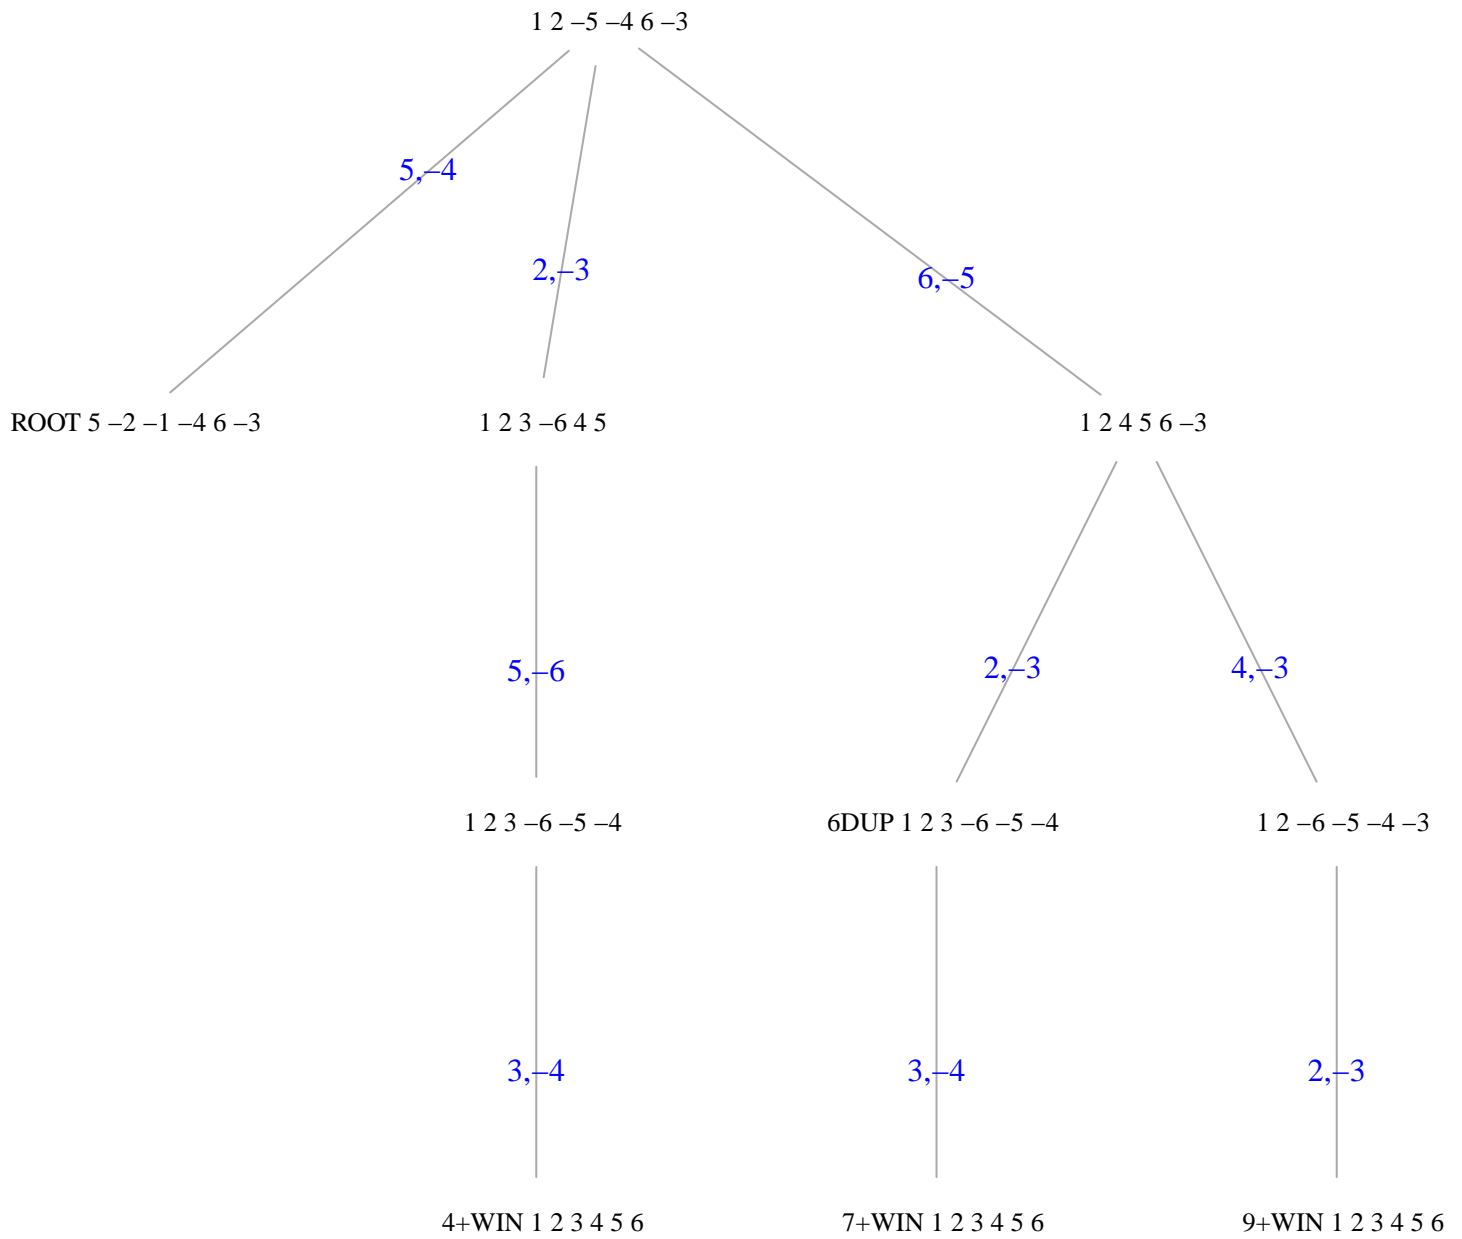 1 2 –5 –4 6 –3
5,–4
2,–3
6,–5
ROOT 5 –2 –1 –4 6 –3
1 2 3 –6 4 5
1 2 4 5 6 –3
5,–6
2,–3
4,–3
1 2 3 –6 –5 –4
6DUP 1 2 3 –6 –5 –4
1 2 –6 –5 –4 –3
3,–4
3,–4
2,–3
4+WIN 1 2 3 4 5 6
7+WIN 1 2 3 4 5 6
9+WIN 1 2 3 4 5 6